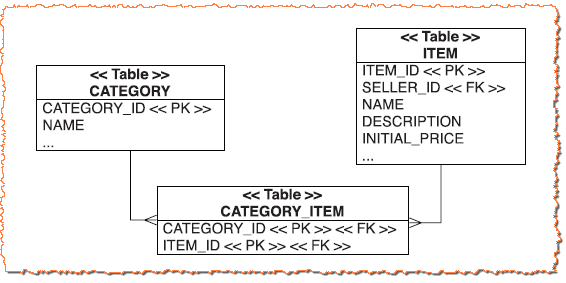 << Table >>
CATEGORY
CATEGORY_ID << PK >>
NAME
...
<< Table >>
ITEM
ITEM_ID << PK >>
SELLER_ID << FK >>
NAME
DESCRIPTION
INITIAL_PRICE
...
<< Table >>
CATEGORY_ITEM
CATEGORY_ID << PK >> << FK >>
ITEM_ID << PK >> << FK >>